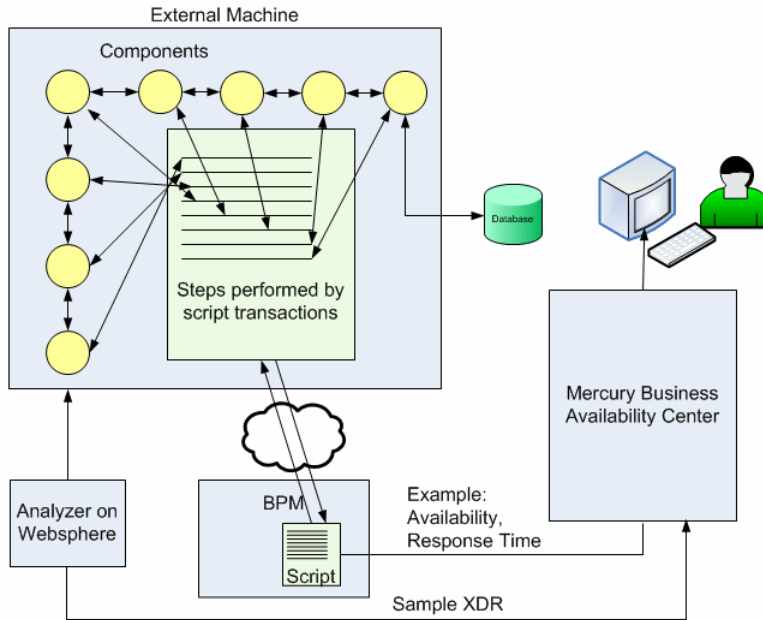 External Machine
Components
Database
Steps performed by
script transactions
Mercury Business
Availability Center
Analyzer on
Websphere
BPM
Script
Example:
Availability,
Response Time
Sample XDR